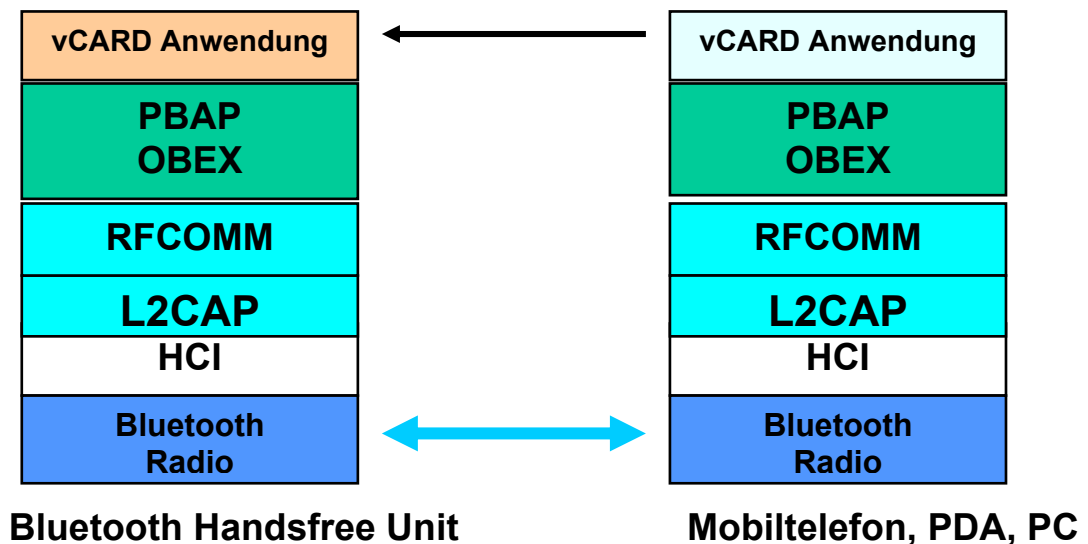 vCARD Anwendung
PBAP
OBEX
RFCOMM
L2CAP
HCI
Bluetooth
Radio
Bluetooth Handsfree Unit
vCARD Anwendung
PBAP
OBEX
RFCOMM
L2CAP
HCI
Bluetooth
Radio
Mobiltelefon, PDA, PC